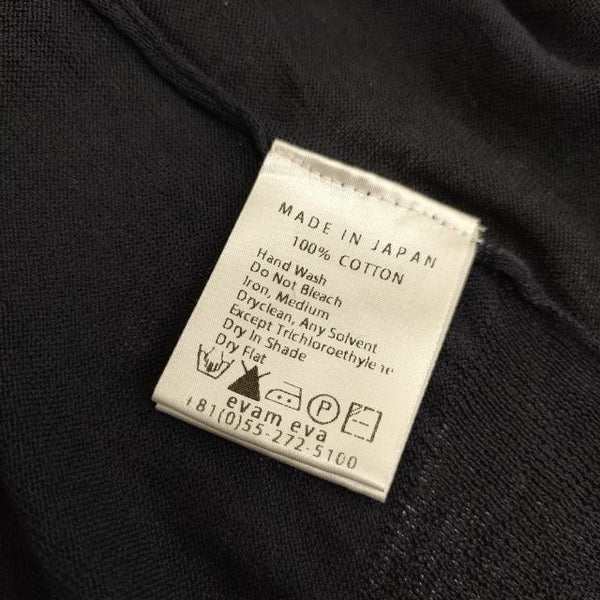 MADE IN JAPAN
100% COTTON
Hand Wash
Do Not Bleach
Iron, Medium
Dryclean, Any Solvent
Except Trichloroethylene
Dry In Shade
Dry Flat
P
evam eva
+81(0)55-272-5100